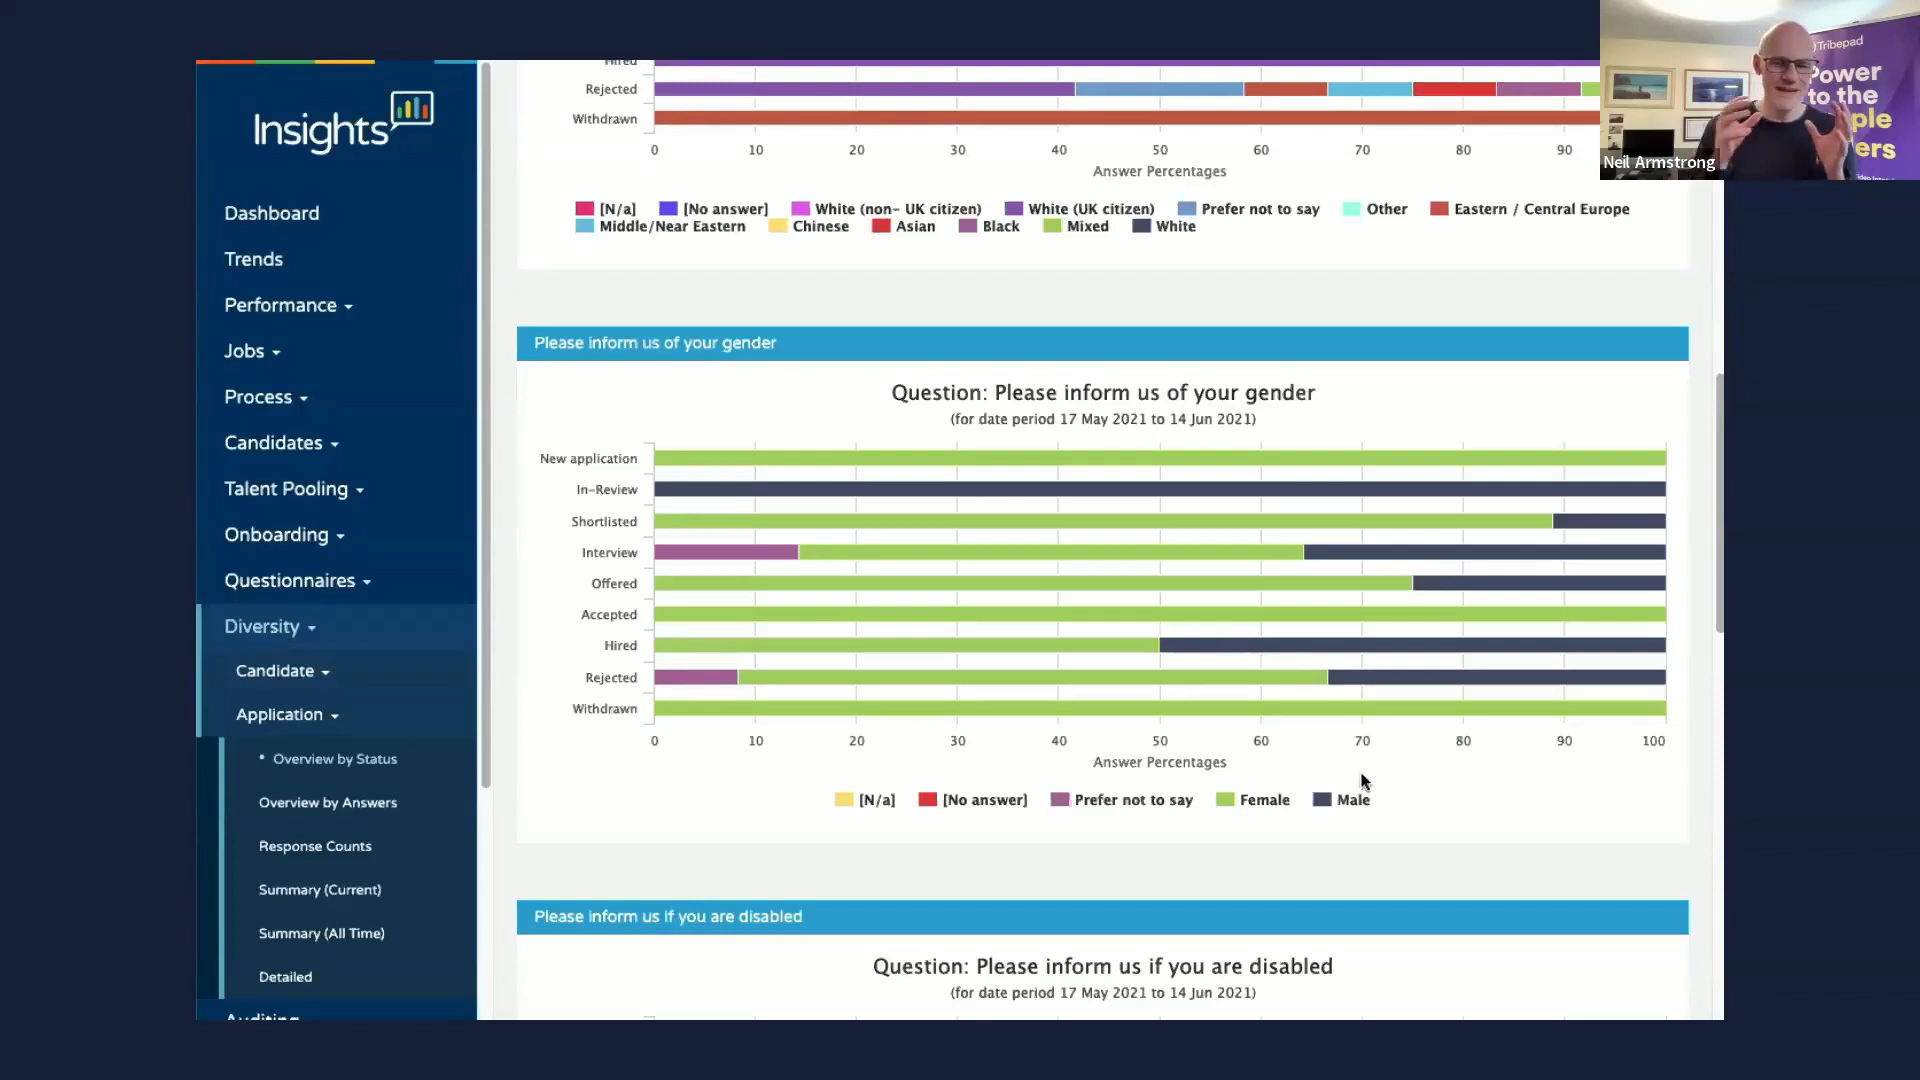 Insights
Dashboard
Trends
Performance
Jobs
Process
Candidates
Talent Pooling
Onboarding
Questionnaires
Diversity
Candidate
Application
• Overview by Status
Overview by Answers
Response Counts
Summary (Current)
Summary (All Time)
Detailed
Auditing
Hired
Rejected
Withdrawn
0 10 20 30 40 50 60 70 80 90
Answer Percentages
[N/a] [No answer] White (non- UK citizen) White (UK citizen) Prefer not to say Other Eastern / Central Europe
Middle/Near Eastern Chinese Asian Black Mixed White
Please inform us of your gender
Question: Please inform us of your gender
(for date period 17 May 2021 to 14 Jun 2021)
New application
In-Review
Shortlisted
Interview
Offered
Accepted
Hired
Rejected
Withdrawn
0 10 20 30 40 50 60 70 80 90 100
Answer Percentages
[N/a] [No answer] Prefer not to say Female Male
Please inform us if you are disabled
Question: Please inform us if you are disabled
(for date period 17 May 2021 to 14 Jun 2021)
Tribepad
Power
to the
ple
ers
Neil Armstrong